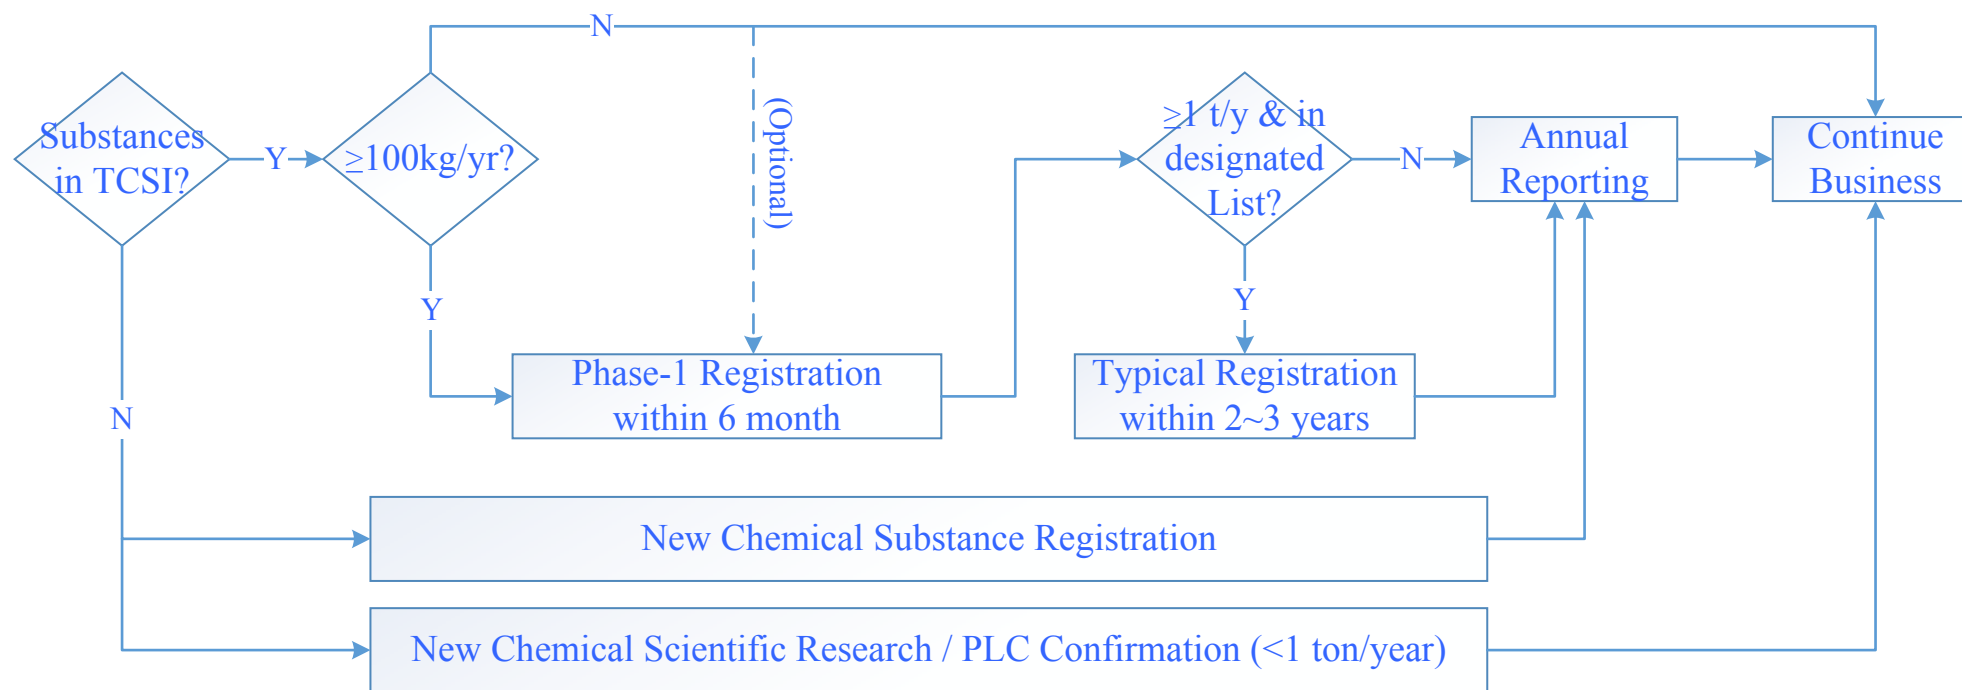 N
Substances
in TCSI?
Y
≥100kg/yr?
(Optional)
≥1 t/y & in
designated
List?
N
Annual
Reporting
Continue
Business
Y
Y
Phase-1 Registration
within 6 month
Typical Registration
within 2~3 years
N
New Chemical Substance Registration
New Chemical Scientific Research / PLC Confirmation (<1 ton/year)